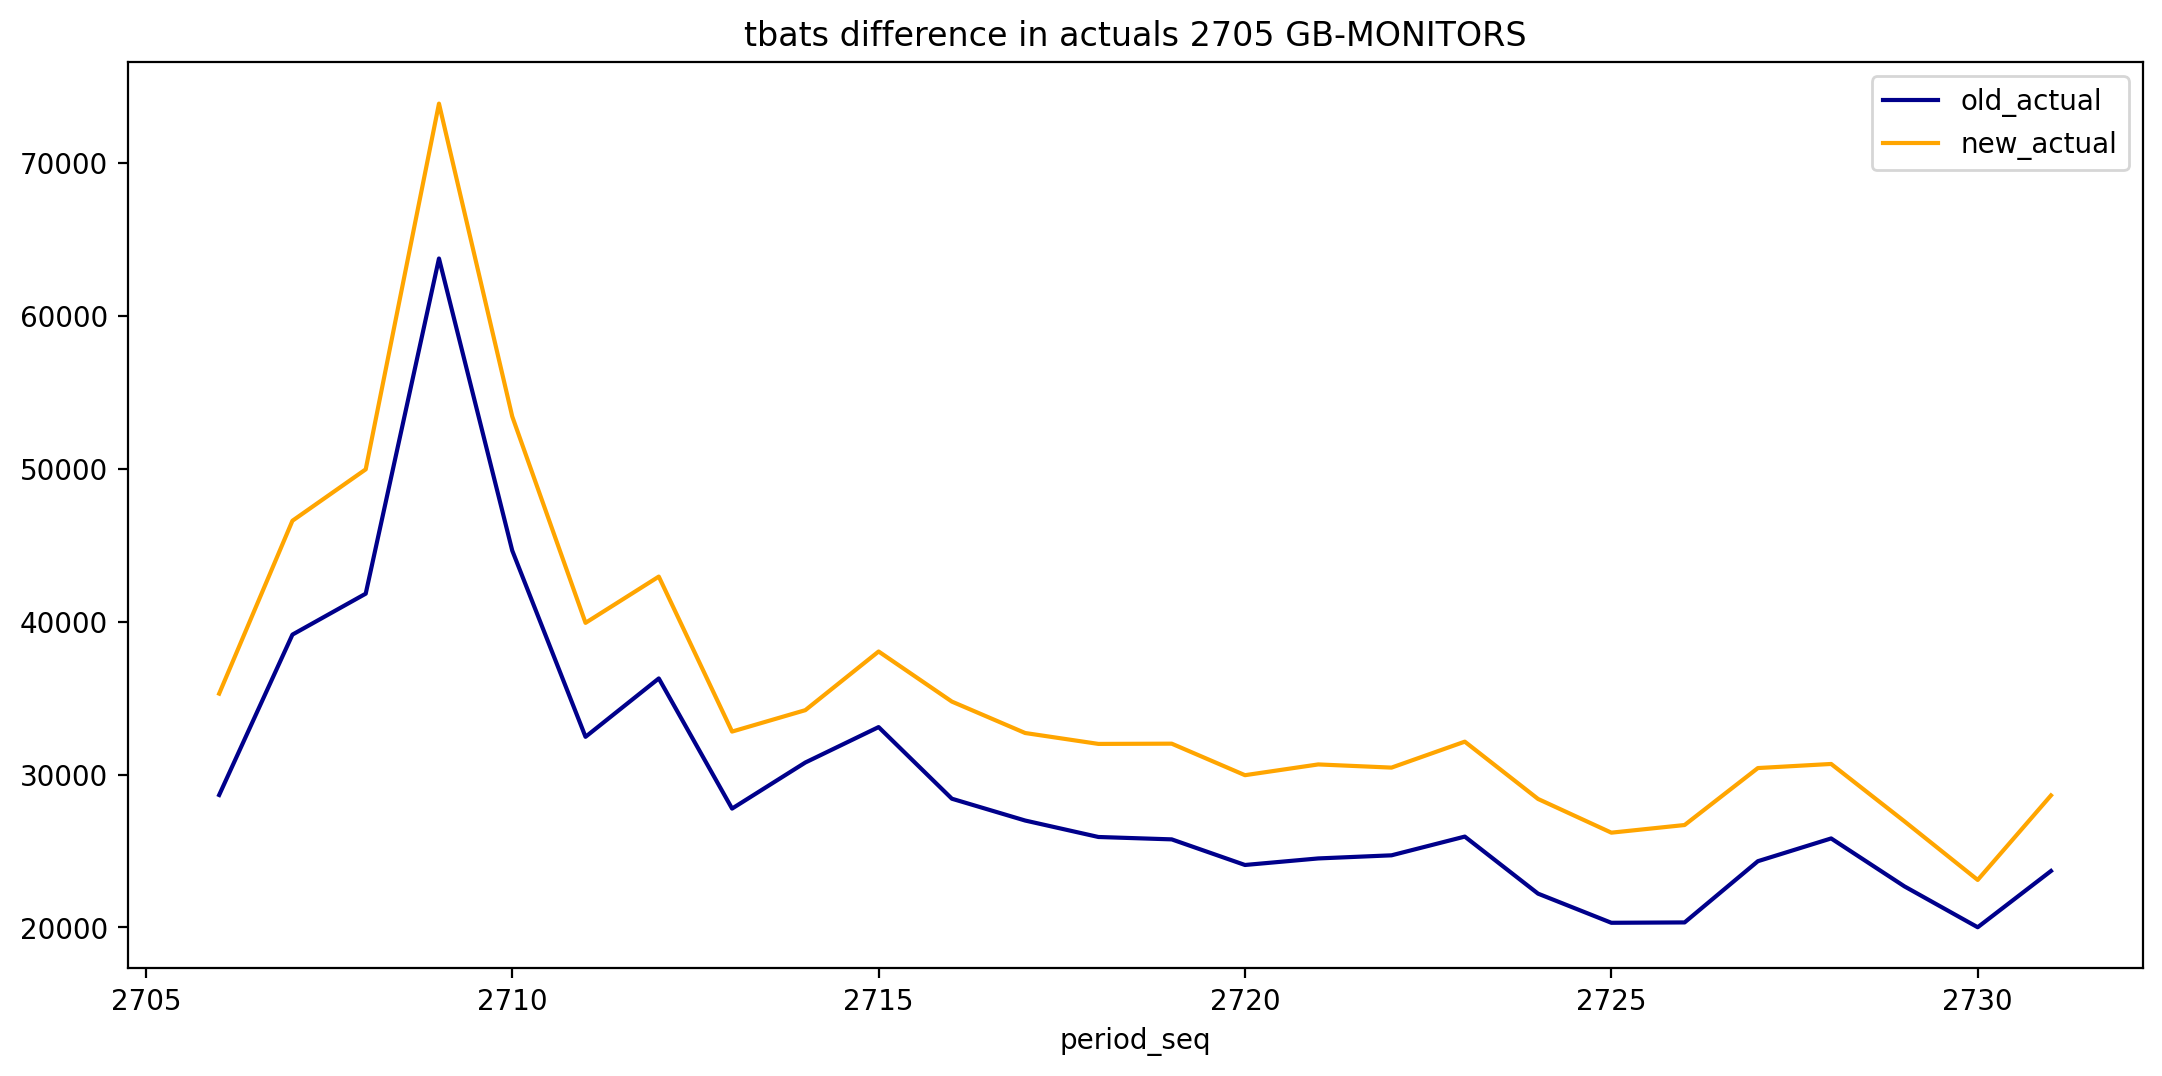 tbats difference in actuals 2705 GB-MONITORS
old_actual
new_actual
70000
60000
50000
40000
30000
20000
2705 2710 2715 2720 2725 2730
period_seq